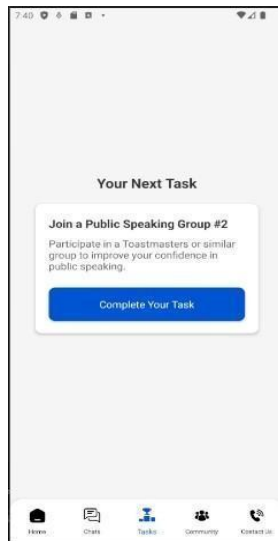 7:40
Your Next Task
Join a Public Speaking Group #2
Participate in a Toastmasters or similar
group to improve your confidence in
public speaking.
Complete Your Task
Home Chats Tasks Community Contact Us